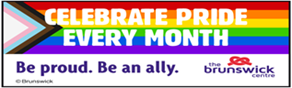 CELEBRATE PRIDE
EVERY MONTH
Be proud. Be an ally.
the
brunswick
centre
© Brunswick